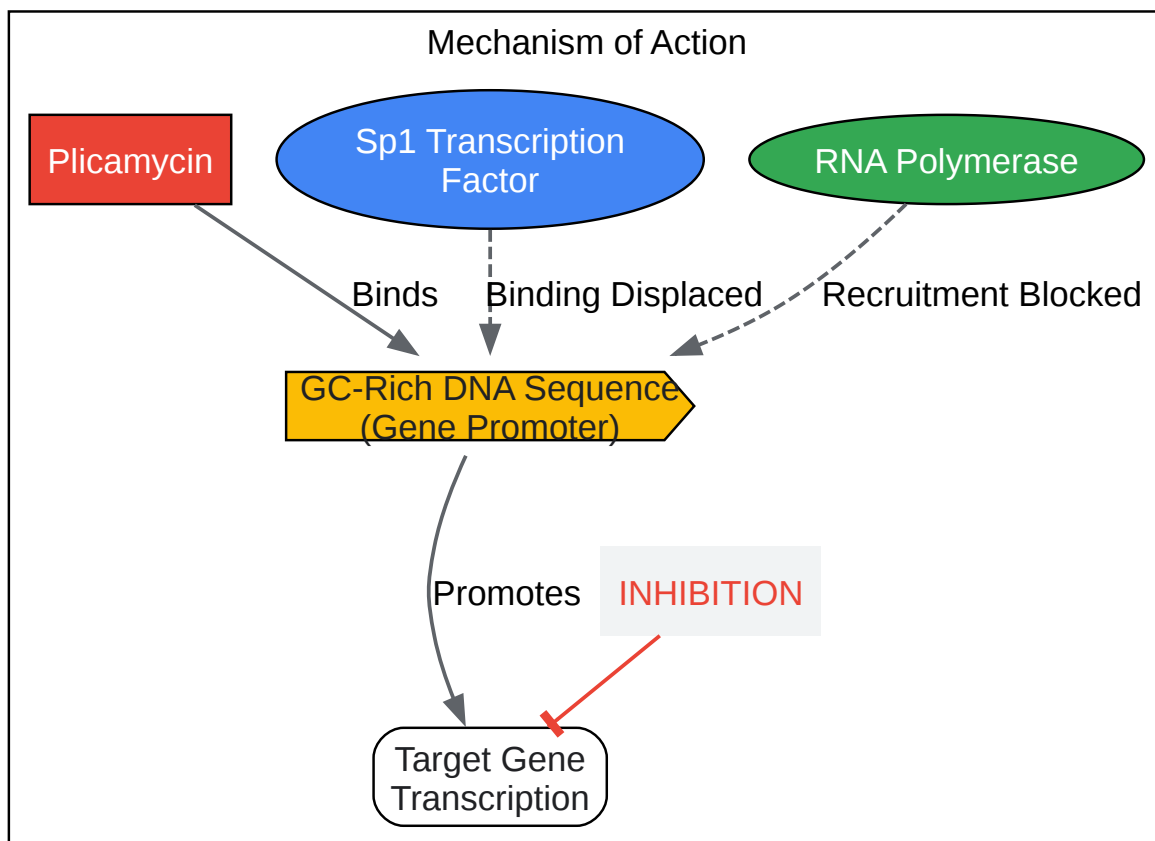 Mechanism of Action
Plicamycin
Sp1 Transcription
Factor
RNA Polymerase
Binds
Binding Displaced
Recruitment Blocked
GC-Rich DNA Sequence
(Gene Promoter)
Promotes
INHIBITION
Target Gene
Transcription